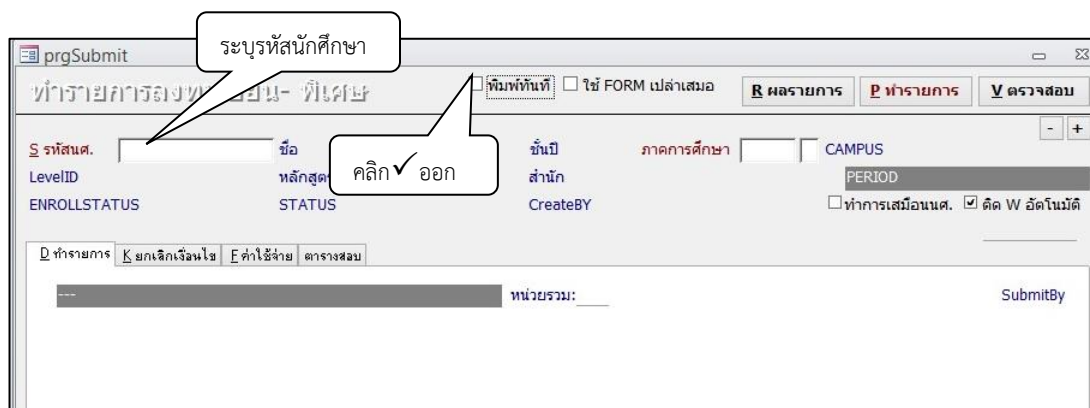 ระบุรหัสนักศึกษา
prgSubmit
ทำรายการลงทะเบียน- พิเศษ
พิมพ์ทันที ใช้ FORM เปล่าเสมอ R ผลรายการ P ทำรายการ V ตรวจสอบ
- +
S รหัสนศ. ชื่อ ชั้นปี ภาคการศึกษา CAMPUS
คลิก✓ ออก
LevelID สำนัก PERIOD
ENROLLSTATUS STATUS CreateBY ทำการเสมือนนศ. ติด W อัตโนมัติ
D ทำรายการ K ยกเลิกเงื่อนไข F ค่าใช้จ่าย ตารางสอบ
--- หน่วยรวม: SubmitBy